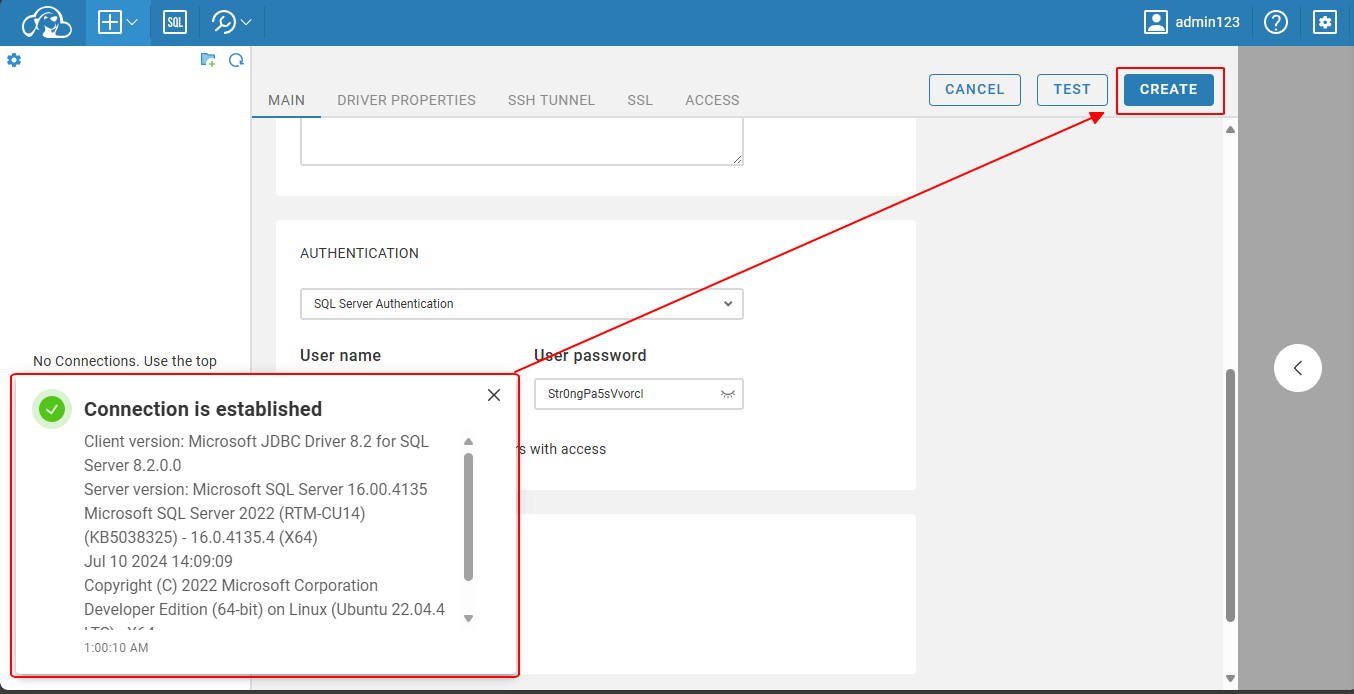 SQL
admin123
MAIN
DRIVER PROPERTIES
SSH TUNNEL
SSL
ACCESS
CANCEL
TEST
CREATE
AUTHENTICATION
SQL Server Authentication
User name
User password
Str0ngPa5sVvorcl
No Connections. Use the top
s with access
Connection is established
Client version: Microsoft JDBC Driver 8.2 for SQL
Server 8.2.0.0
Server version: Microsoft SQL Server 16.00.4135
Microsoft SQL Server 2022 (RTM-CU14)
(KB5038325) - 16.0.4135.4 (X64)
Jul 10 2024 14:09:09
Copyright (C) 2022 Microsoft Corporation
Developer Edition (64-bit) on Linux (Ubuntu 22.04.4
1:00:10 AM